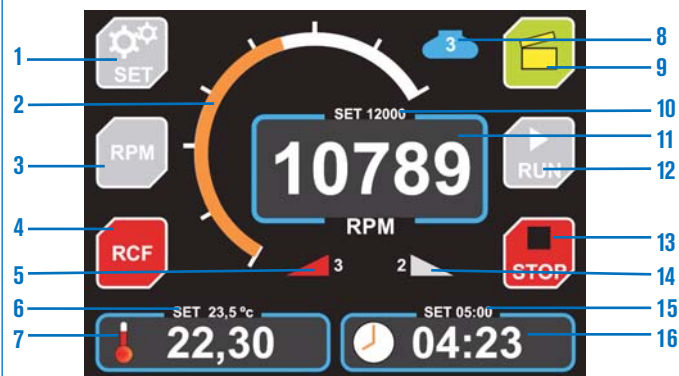 1
SET
2
3
RPM
4
RCF
5
3
6
SET 23,5 ºc
7
22,30
3
8
9
SET 12000
10
10789
11
RPM
RUN
12
STOP
13
2
14
SET 05:00
15
04:23
16